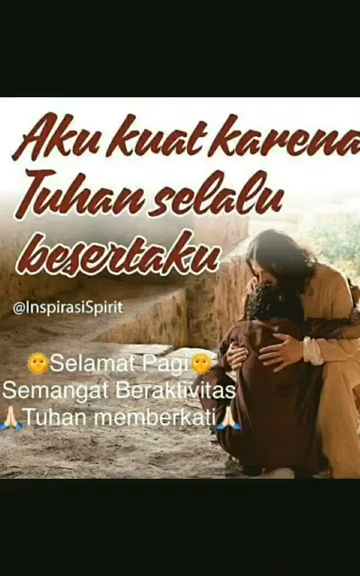 Aku kuat karena
Tuhan selalu
besertaku
@InspirasiSpirit
🌞Selamat Pagi🌞
Semangat Beraktivitas
🙏🏻Tuhan memberkati🙏🏻